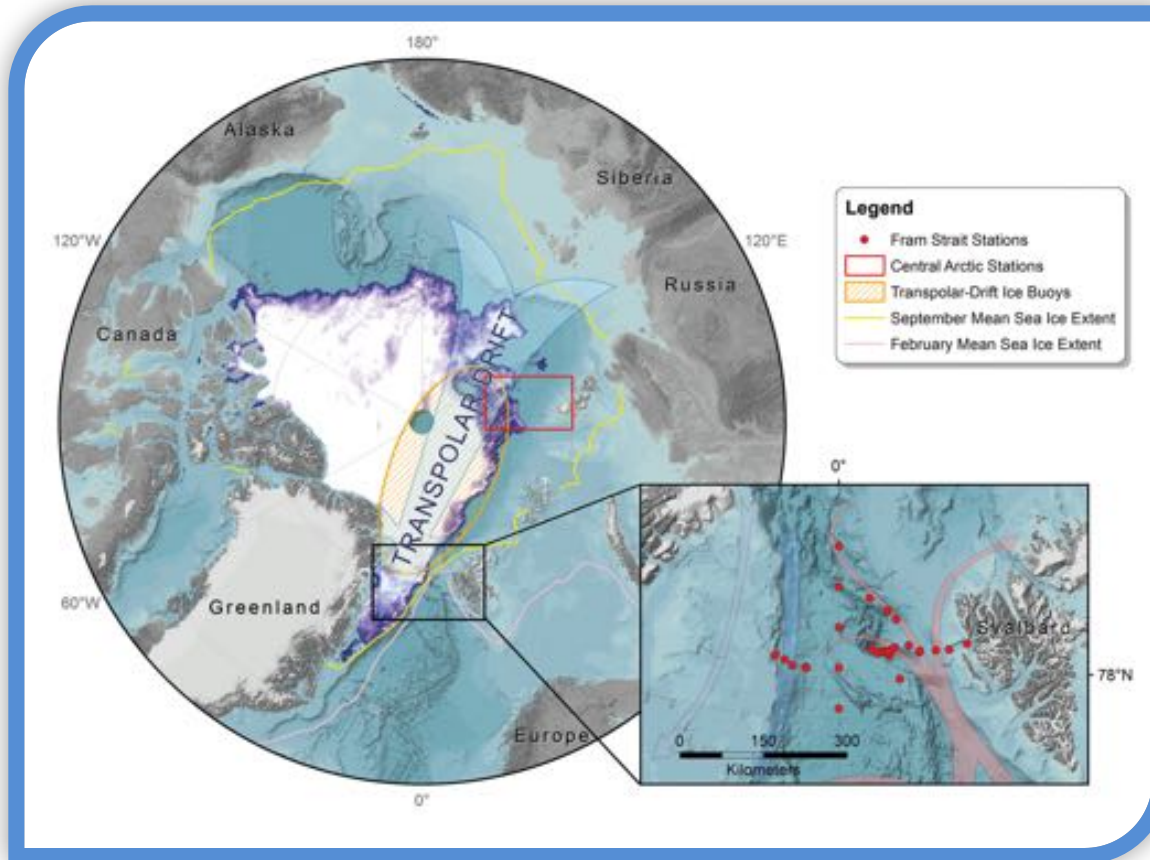 180°
Alaska
Siberia
120°W
120°E
Russia
Canada
TRANSPOLAR DRIFT
60°W
Greenland
Europe
0°
Legend
Fram Strait Stations
Central Arctic Stations
Transpolar-Drift Ice Buoys
September Mean Sea Ice Extent
February Mean Sea Ice Extent
0°
Svalbard
78°N
0 150 300
Kilometers